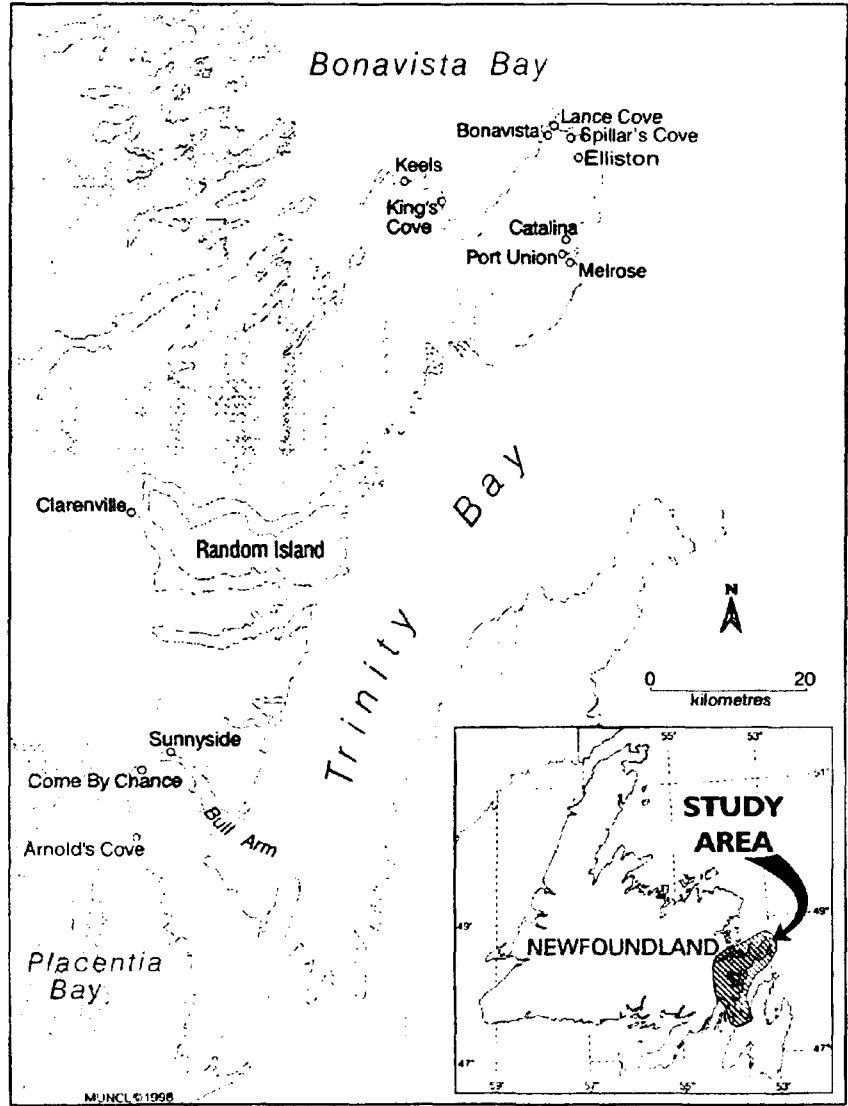 Bonavista Bay
Lance Cove
Bonavista
Spillar's Cove
Elliston
Keels
King's
Cove
Catalina
Port Union
Melrose
Clarenville
Random Island
Trinity Bay
N
0 20
kilometres
Sunnyside
Come By Chance
Bull Arm
Arnold's Cove
Placentia
Bay
MUNCL©1998
55° 53°
51°
STUDY
AREA
49° 49°
NEWFOUNDLAND
47° 47°
59° 57° 55° 53°